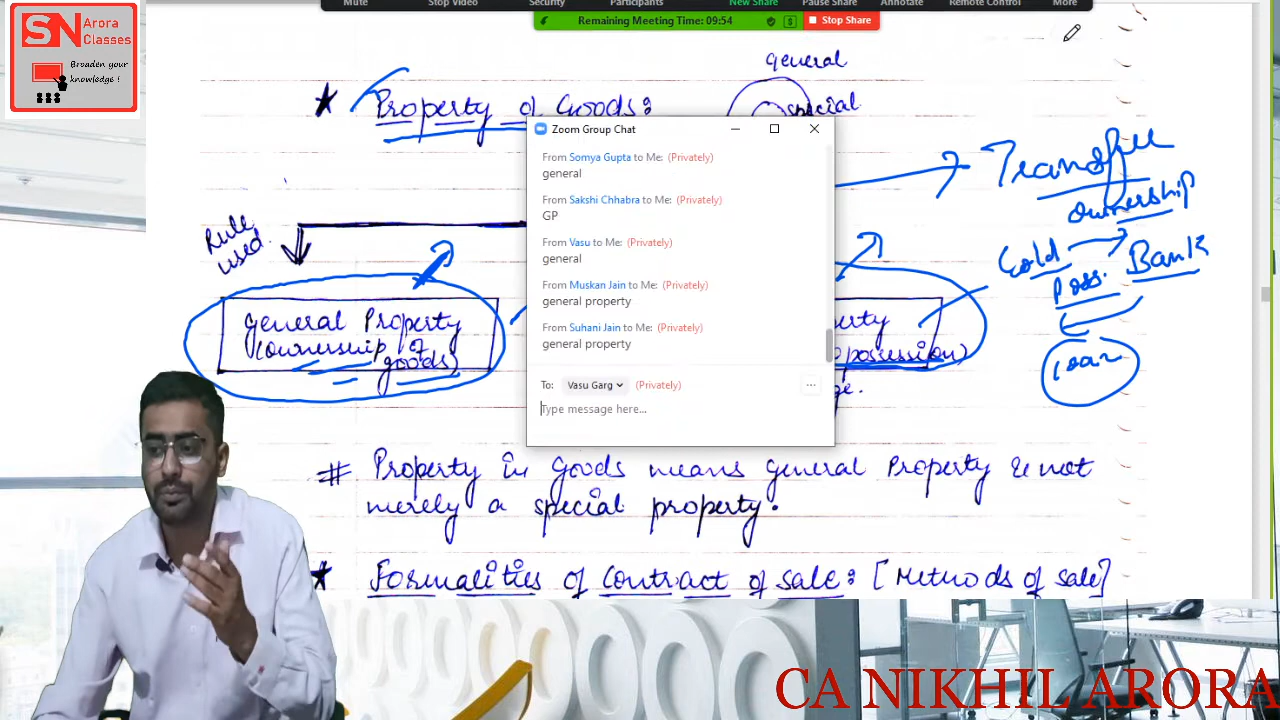 Mute Stop Video Security Participants New Share Pause Share Annotate Remote Control More
Remaining Meeting Time: 09:54 $ Stop Share
SN Arora Classes
Broaden your knowledge !
general
special
★ Property of Goods:
Transfer ownership
Gold Bank
Poss.
loan
Rule used
General Property
(ownership of goods)
erty
possession)
ge.
Zoom Group Chat
From Somya Gupta to Me: (Privately)
general
From Sakshi Chhabra to Me: (Privately)
GP
From Vasu to Me: (Privately)
general
From Muskan Jain to Me: (Privately)
general property
From Suhani Jain to Me: (Privately)
general property
To: Vasu Garg (Privately) ...
Type message here...
# Property in goods means general Property & not
merely a special property.
★ Formalities of Contract of sale: [Methods of sale]
CA NIKHIL ARORA